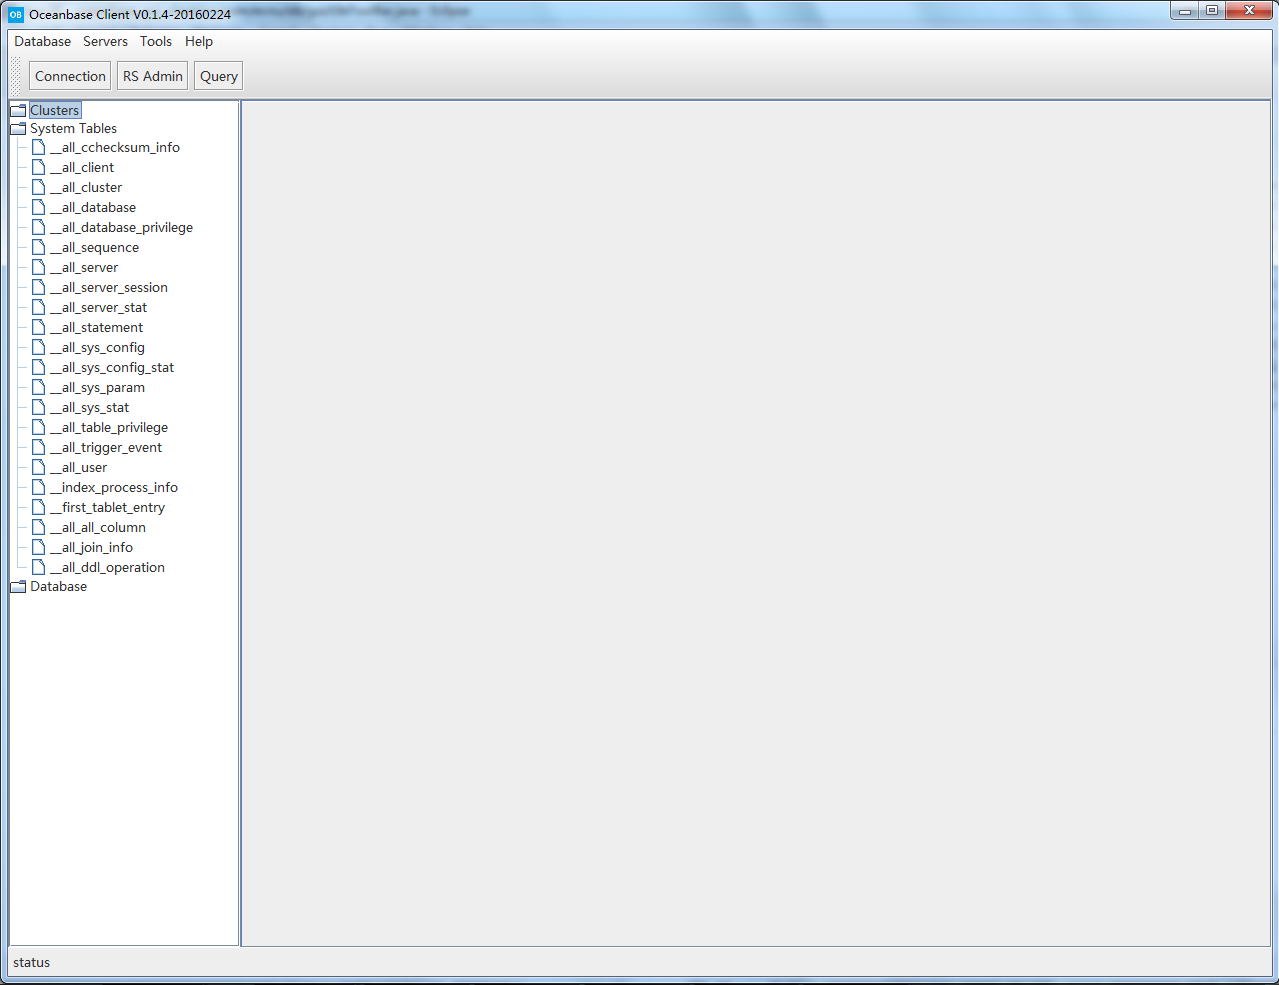 OB Oceanbase Client V0.1.4-20160224
Database Servers Tools Help
Connection RS Admin Query
Clusters
System Tables
__all_cchecksum_info
__all_client
__all_cluster
__all_database
__all_database_privilege
__all_sequence
__all_server
__all_server_session
__all_server_stat
__all_statement
__all_sys_config
__all_sys_config_stat
__all_sys_param
__all_sys_stat
__all_table_privilege
__all_trigger_event
__all_user
__index_process_info
__first_tablet_entry
__all_all_column
__all_join_info
__all_ddl_operation
Database
status